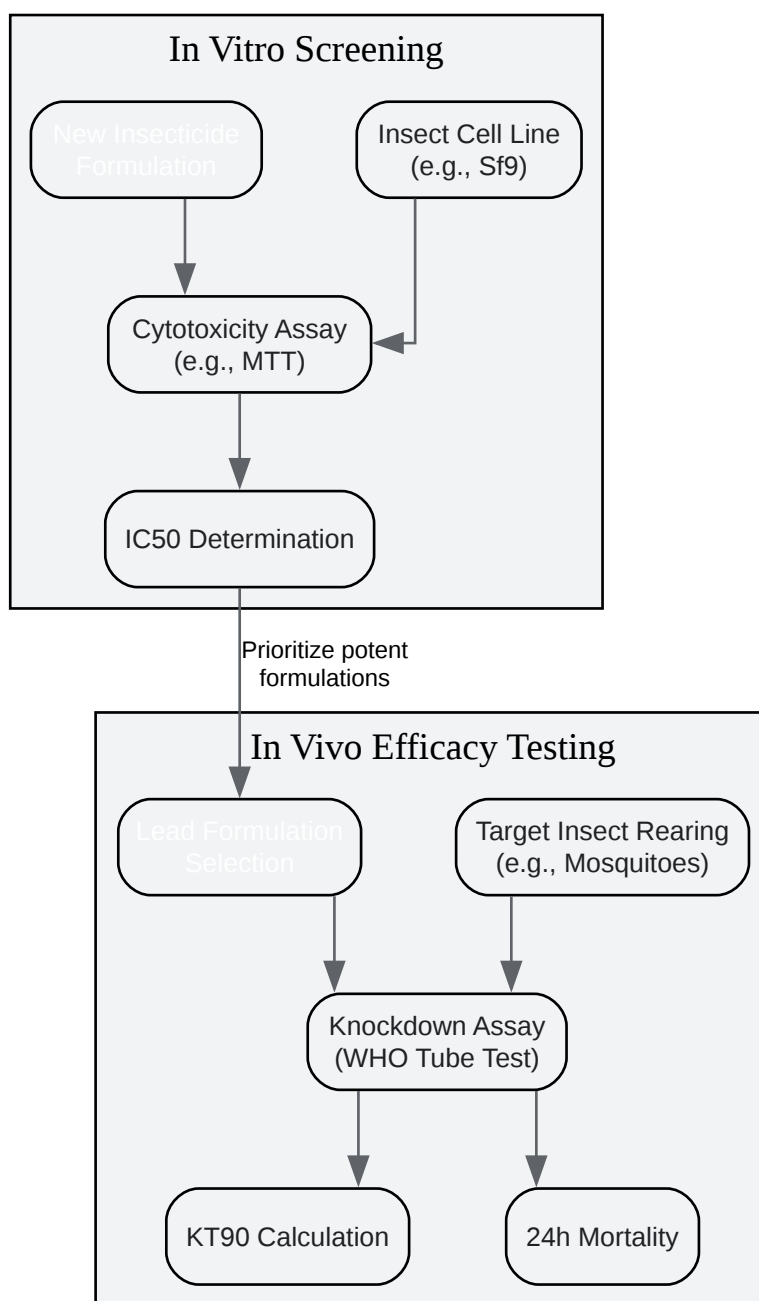 In Vitro Screening
New Insecticide
Formulation
Insect Cell Line
(e.g., Sf9)
Cytotoxicity Assay
(e.g., MTT)
IC50 Determination
Prioritize potent
formulations
In Vivo Efficacy Testing
Lead Formulation
Selection
Target Insect Rearing
(e.g., Mosquitoes)
Knockdown Assay
(WHO Tube Test)
KT90 Calculation
24h Mortality